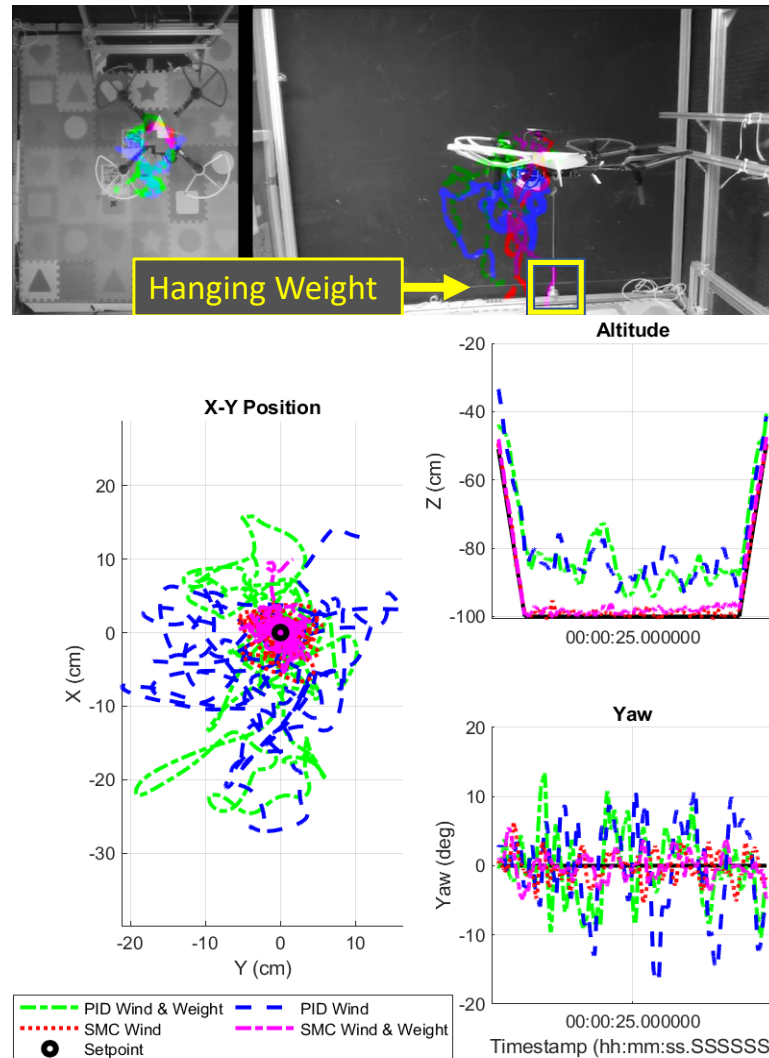 Hanging Weight
Altitude
-20
-40
-60
-80
-100
Z (cm)
00:00:25.000000
X-Y Position
20
10
0
-10
-20
-30
X (cm)
-20
-10
0
10
Y (cm)
Yaw
20
10
0
-10
-20
Yaw (deg)
00:00:25.000000
Timestamp (hh:mm:ss.SSSSSS
PID Wind & Weight
PID Wind
SMC Wind
SMC Wind & Weight
Setpoint